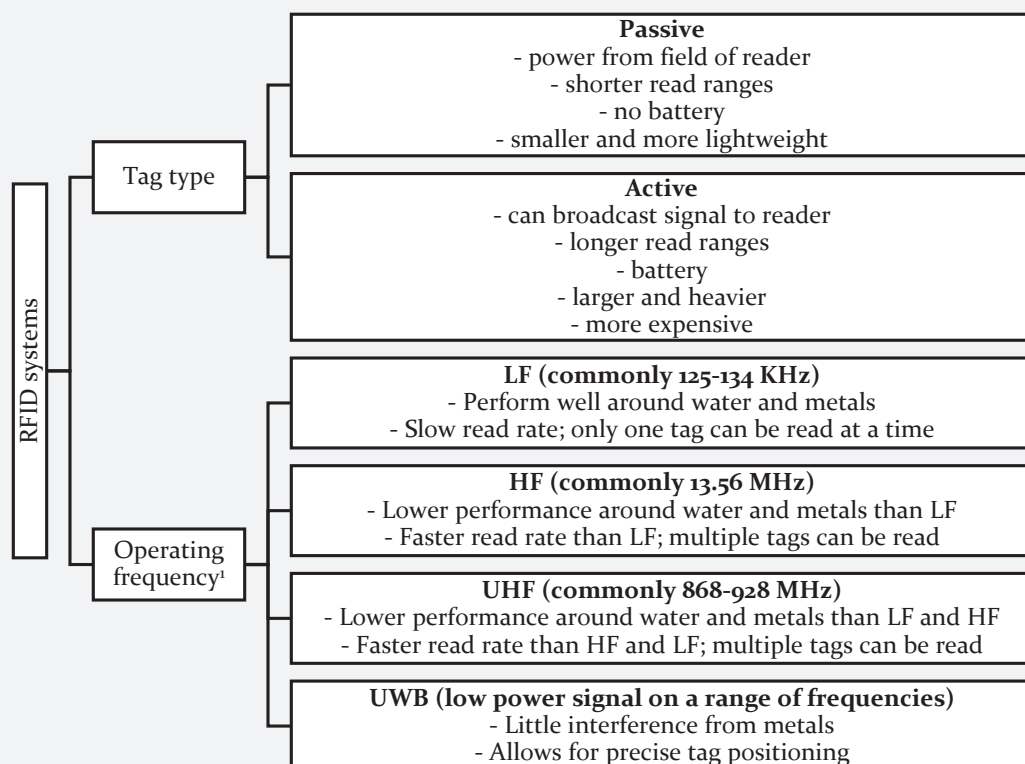 RFID systems
Tag type
Passive
- power from field of reader
- shorter read ranges
- no battery
- smaller and more lightweight
Active
- can broadcast signal to reader
- longer read ranges
- battery
- larger and heavier
- more expensive
Operating
frequency¹
LF (commonly 125-134 KHz)
- Perform well around water and metals
- Slow read rate; only one tag can be read at a time
HF (commonly 13.56 MHz)
- Lower performance around water and metals than LF
- Faster read rate than LF; multiple tags can be read
UHF (commonly 868-928 MHz)
- Lower performance around water and metals than LF and HF
- Faster read rate than HF and LF; multiple tags can be read
UWB (low power signal on a range of frequencies)
- Little interference from metals
- Allows for precise tag positioning